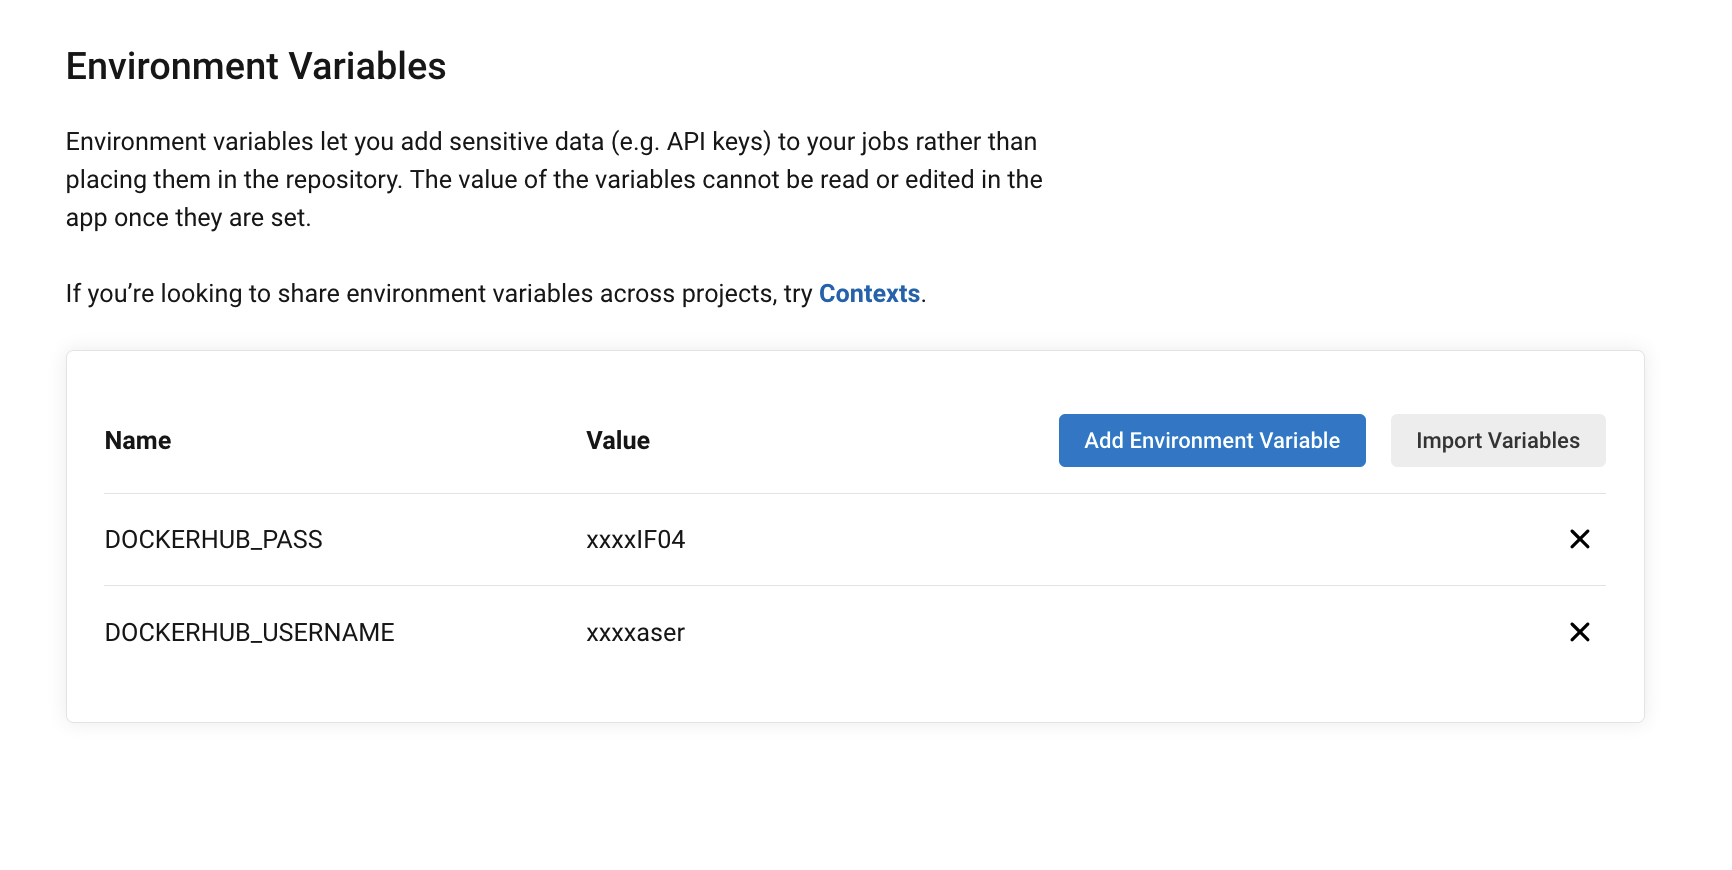 Environment Variables
Environment variables let you add sensitive data (e.g. API keys) to your jobs rather than
placing them in the repository. The value of the variables cannot be read or edited in the
app once they are set.
If you’re looking to share environment variables across projects, try Contexts.
Name Value Add Environment Variable Import Variables
DOCKERHUB_PASS xxxxIF04
DOCKERHUB_USERNAME xxxxaser